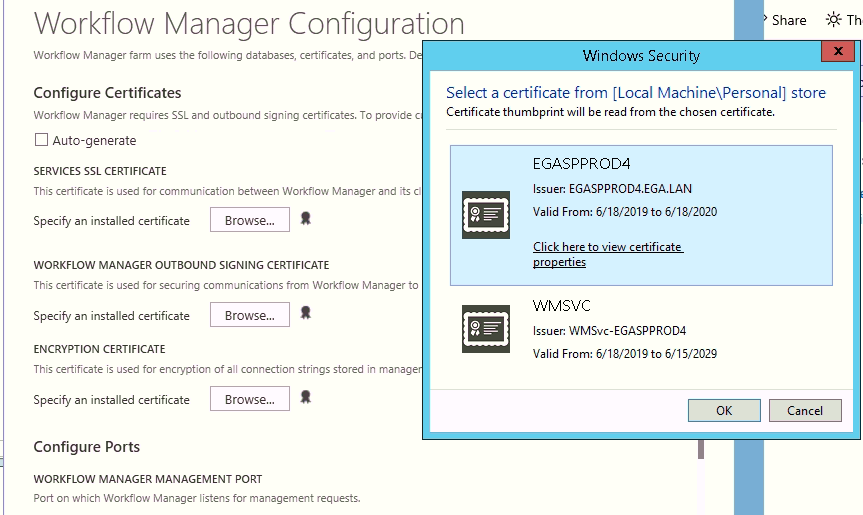 Workflow Manager Configuration
Workflow Manager farm uses the following databases, certificates, and ports. De
Share
Th
Configure Certificates
Workflow Manager requires SSL and outbound signing certificates. To provide c
Auto-generate
SERVICES SSL CERTIFICATE
This certificate is used for communication between Workflow Manager and its cl
Specify an installed certificate
Browse...
WORKFLOW MANAGER OUTBOUND SIGNING CERTIFICATE
This certificate is used for securing communications from Workflow Manager to
Specify an installed certificate
Browse...
ENCRYPTION CERTIFICATE
This certificate is used for encryption of all connection strings stored in manager
Specify an installed certificate
Browse...
Configure Ports
WORKFLOW MANAGER MANAGEMENT PORT
Port on which Workflow Manager listens for management requests.
Windows Security
x
Select a certificate from [Local Machine\Personal] store
Certificate thumbprint will be read from the chosen certificate.
EGASPPROD4
Issuer: EGASPPROD4.EGA.LAN
Valid From: 6/18/2019 to 6/18/2020
Click here to view certificate
properties
WMSVC
Issuer: WMSvc-EGASPPROD4
Valid From: 6/18/2019 to 6/15/2029
OK
Cancel